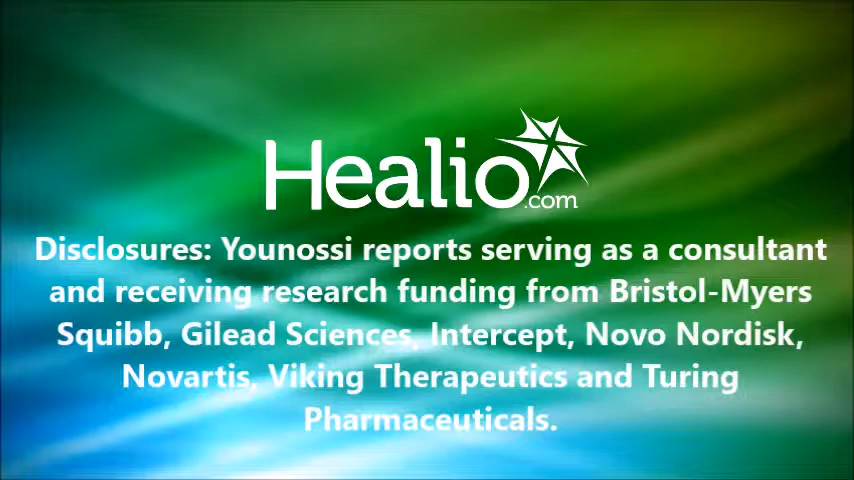 Healio
.com
Disclosures: Younossi reports serving as a consultant
and receiving research funding from Bristol-Myers
Squibb, Gilead Sciences, Intercept, Novo Nordisk,
Novartis, Viking Therapeutics and Turing
Pharmaceuticals.